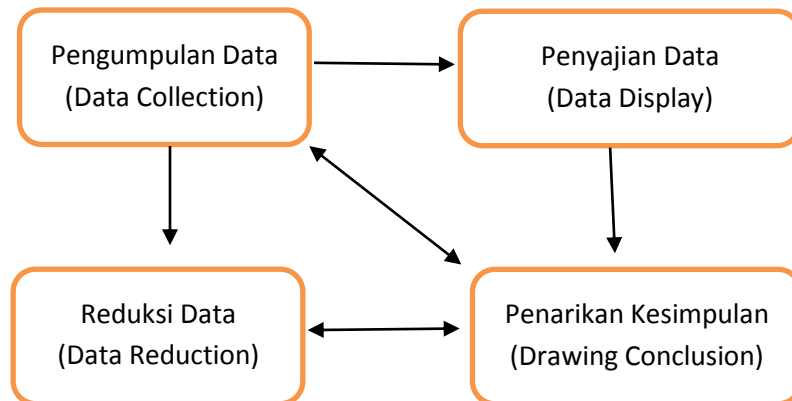 Pengumpulan Data
(Data Collection)
Penyajian Data
(Data Display)
Reduksi Data
(Data Reduction)
Penarikan Kesimpulan
(Drawing Conclusion)